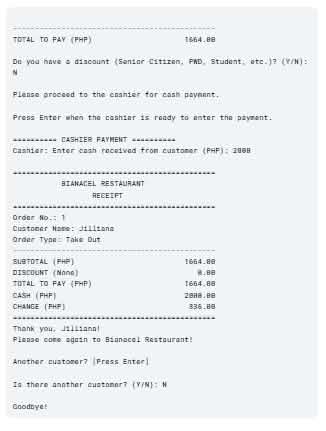 ---------------------------------------------
TOTAL TO PAY (PHP) 1664.00
Do you have a discount (Senior Citizen, PWD, Student, etc.)? (Y/N):
N
Please proceed to the cashier for cash payment.
Press Enter when the cashier is ready to enter the payment.
========== CASHIER PAYMENT ==========
Cashier: Enter cash received from customer (PHP): 2000
=============================================
BIANACEL RESTAURANT
RECEIPT
=============================================
Order No.: 1
Customer Name: Jilliana
Order Type: Take Out
---------------------------------------------
SUBTOTAL (PHP) 1664.00
DISCOUNT (None) 0.00
TOTAL TO PAY (PHP) 1664.00
CASH (PHP) 2000.00
CHANGE (PHP) 336.00
=============================================
Thank you, Jilliana!
Please come again to Bianacel Restaurant!
Another customer? [Press Enter]
Is there another customer? (Y/N): N
Goodbye!